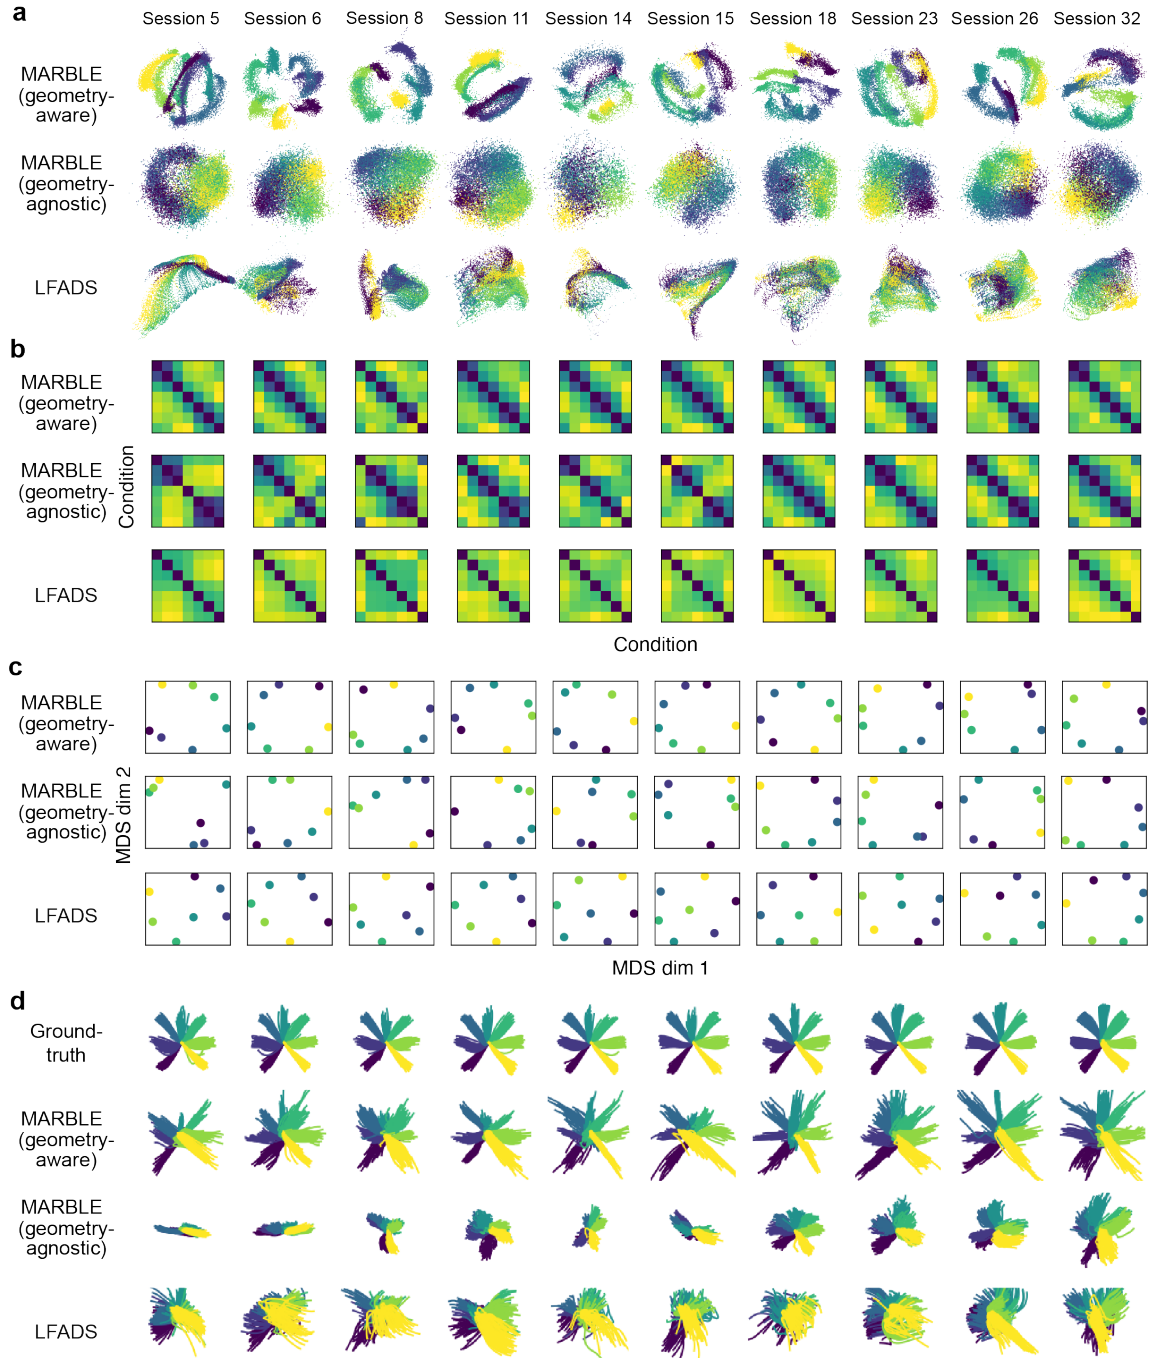 a
Session 5 Session 6 Session 8 Session 11 Session 14 Session 15 Session 18 Session 23 Session 26 Session 32
MARBLE
(geometry-
aware)
MARBLE
(geometry-
agnostic)
LFADS
b
MARBLE
(geometry-
aware)
MARBLE
(geometry-
agnostic)
Condition
LFADS
Condition
c
MARBLE
(geometry-
aware)
MARBLE
(geometry-
agnostic)
MDS dim 2
LFADS
MDS dim 1
d
Ground-
truth
MARBLE
(geometry-
aware)
MARBLE
(geometry-
agnostic)
LFADS